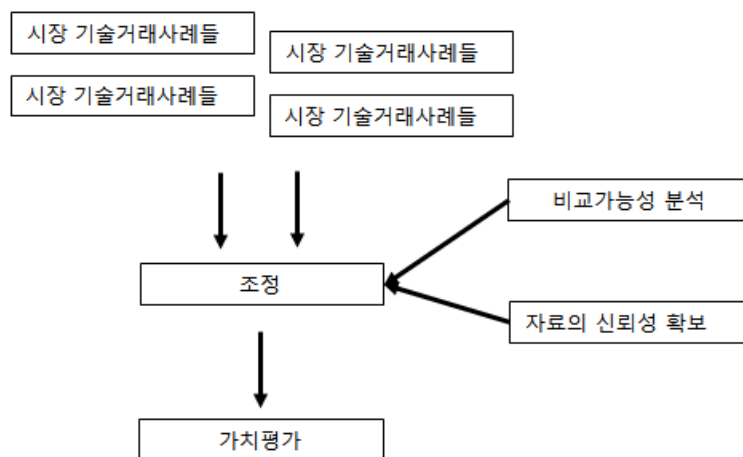 시장 기술거래사례들
시장 기술거래사례들
시장 기술거래사례들
시장 기술거래사례들
비교가능성 분석
조정
자료의 신뢰성 확보
가치평가